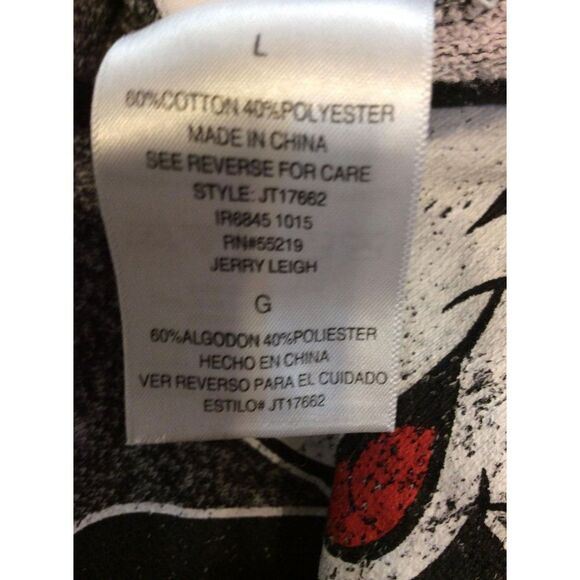 L
60%COTTON 40%POLYESTER
MADE IN CHINA
SEE REVERSE FOR CARE
STYLE: JT17662
IR6845 1015
RN#55219
JERRY LEIGH
G
60%ALGODON 40%POLIESTER
HECHO EN CHINA
VER REVERSO PARA EL CUIDADO
ESTILO# JT17662